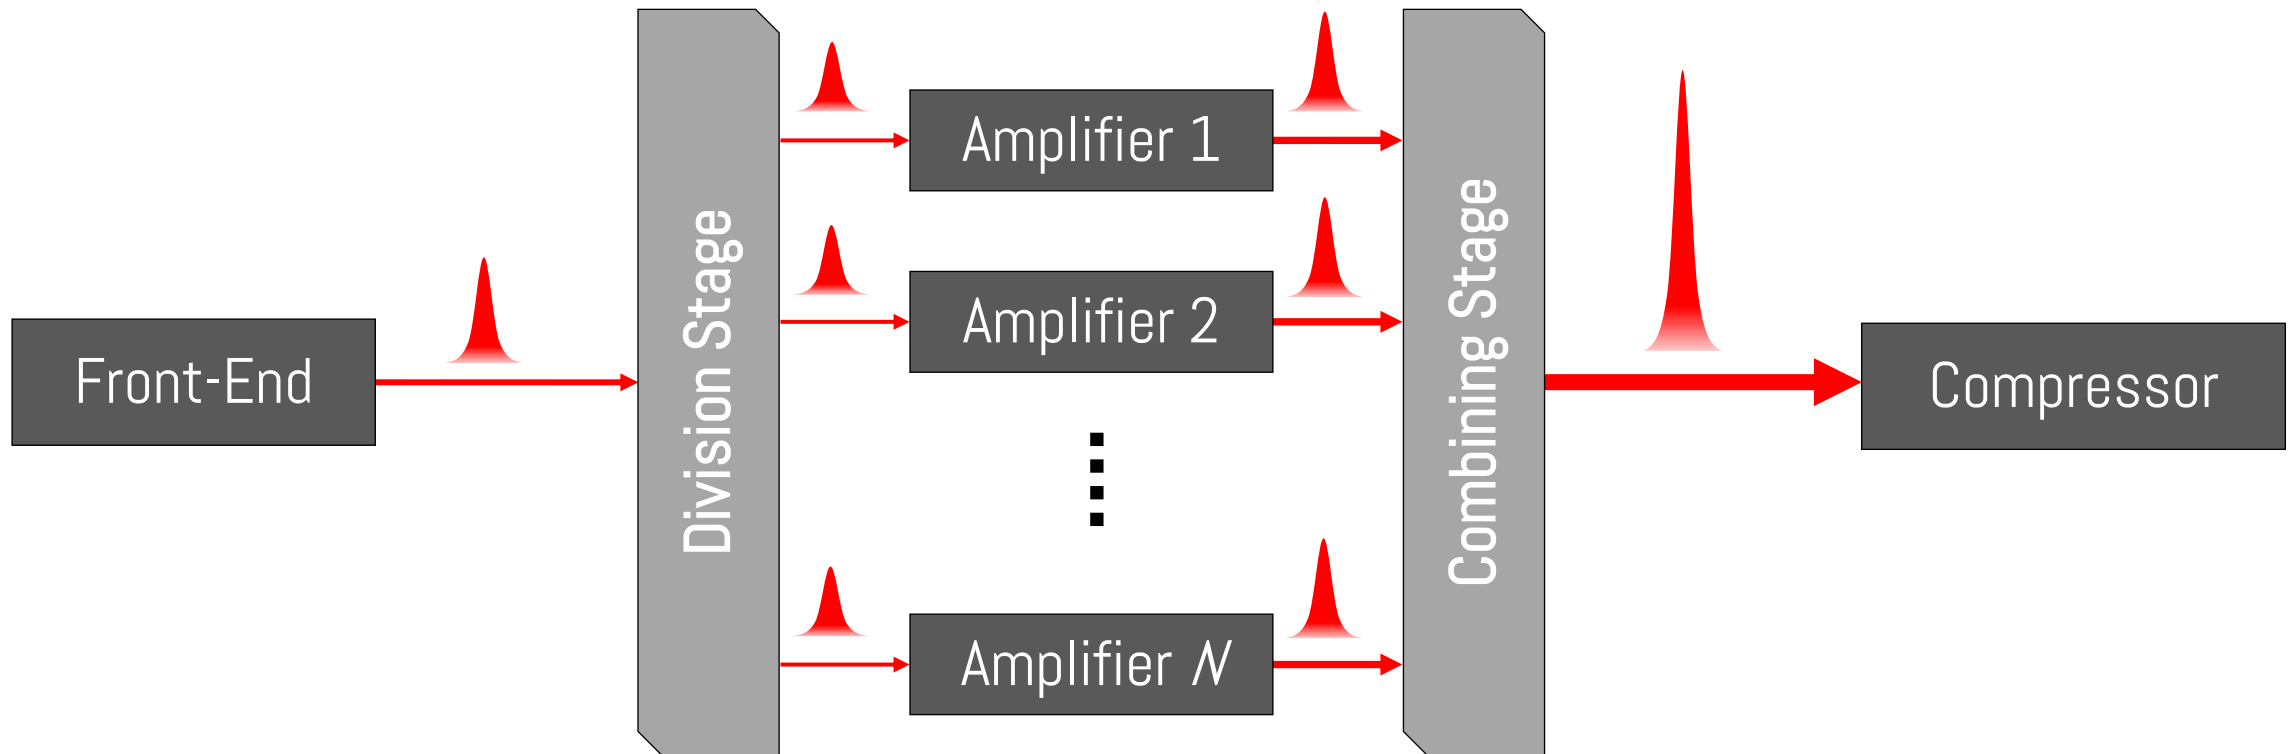 Front-End
Division Stage
Amplifier 1
Amplifier 2
Amplifier N
Combining Stage
Compressor